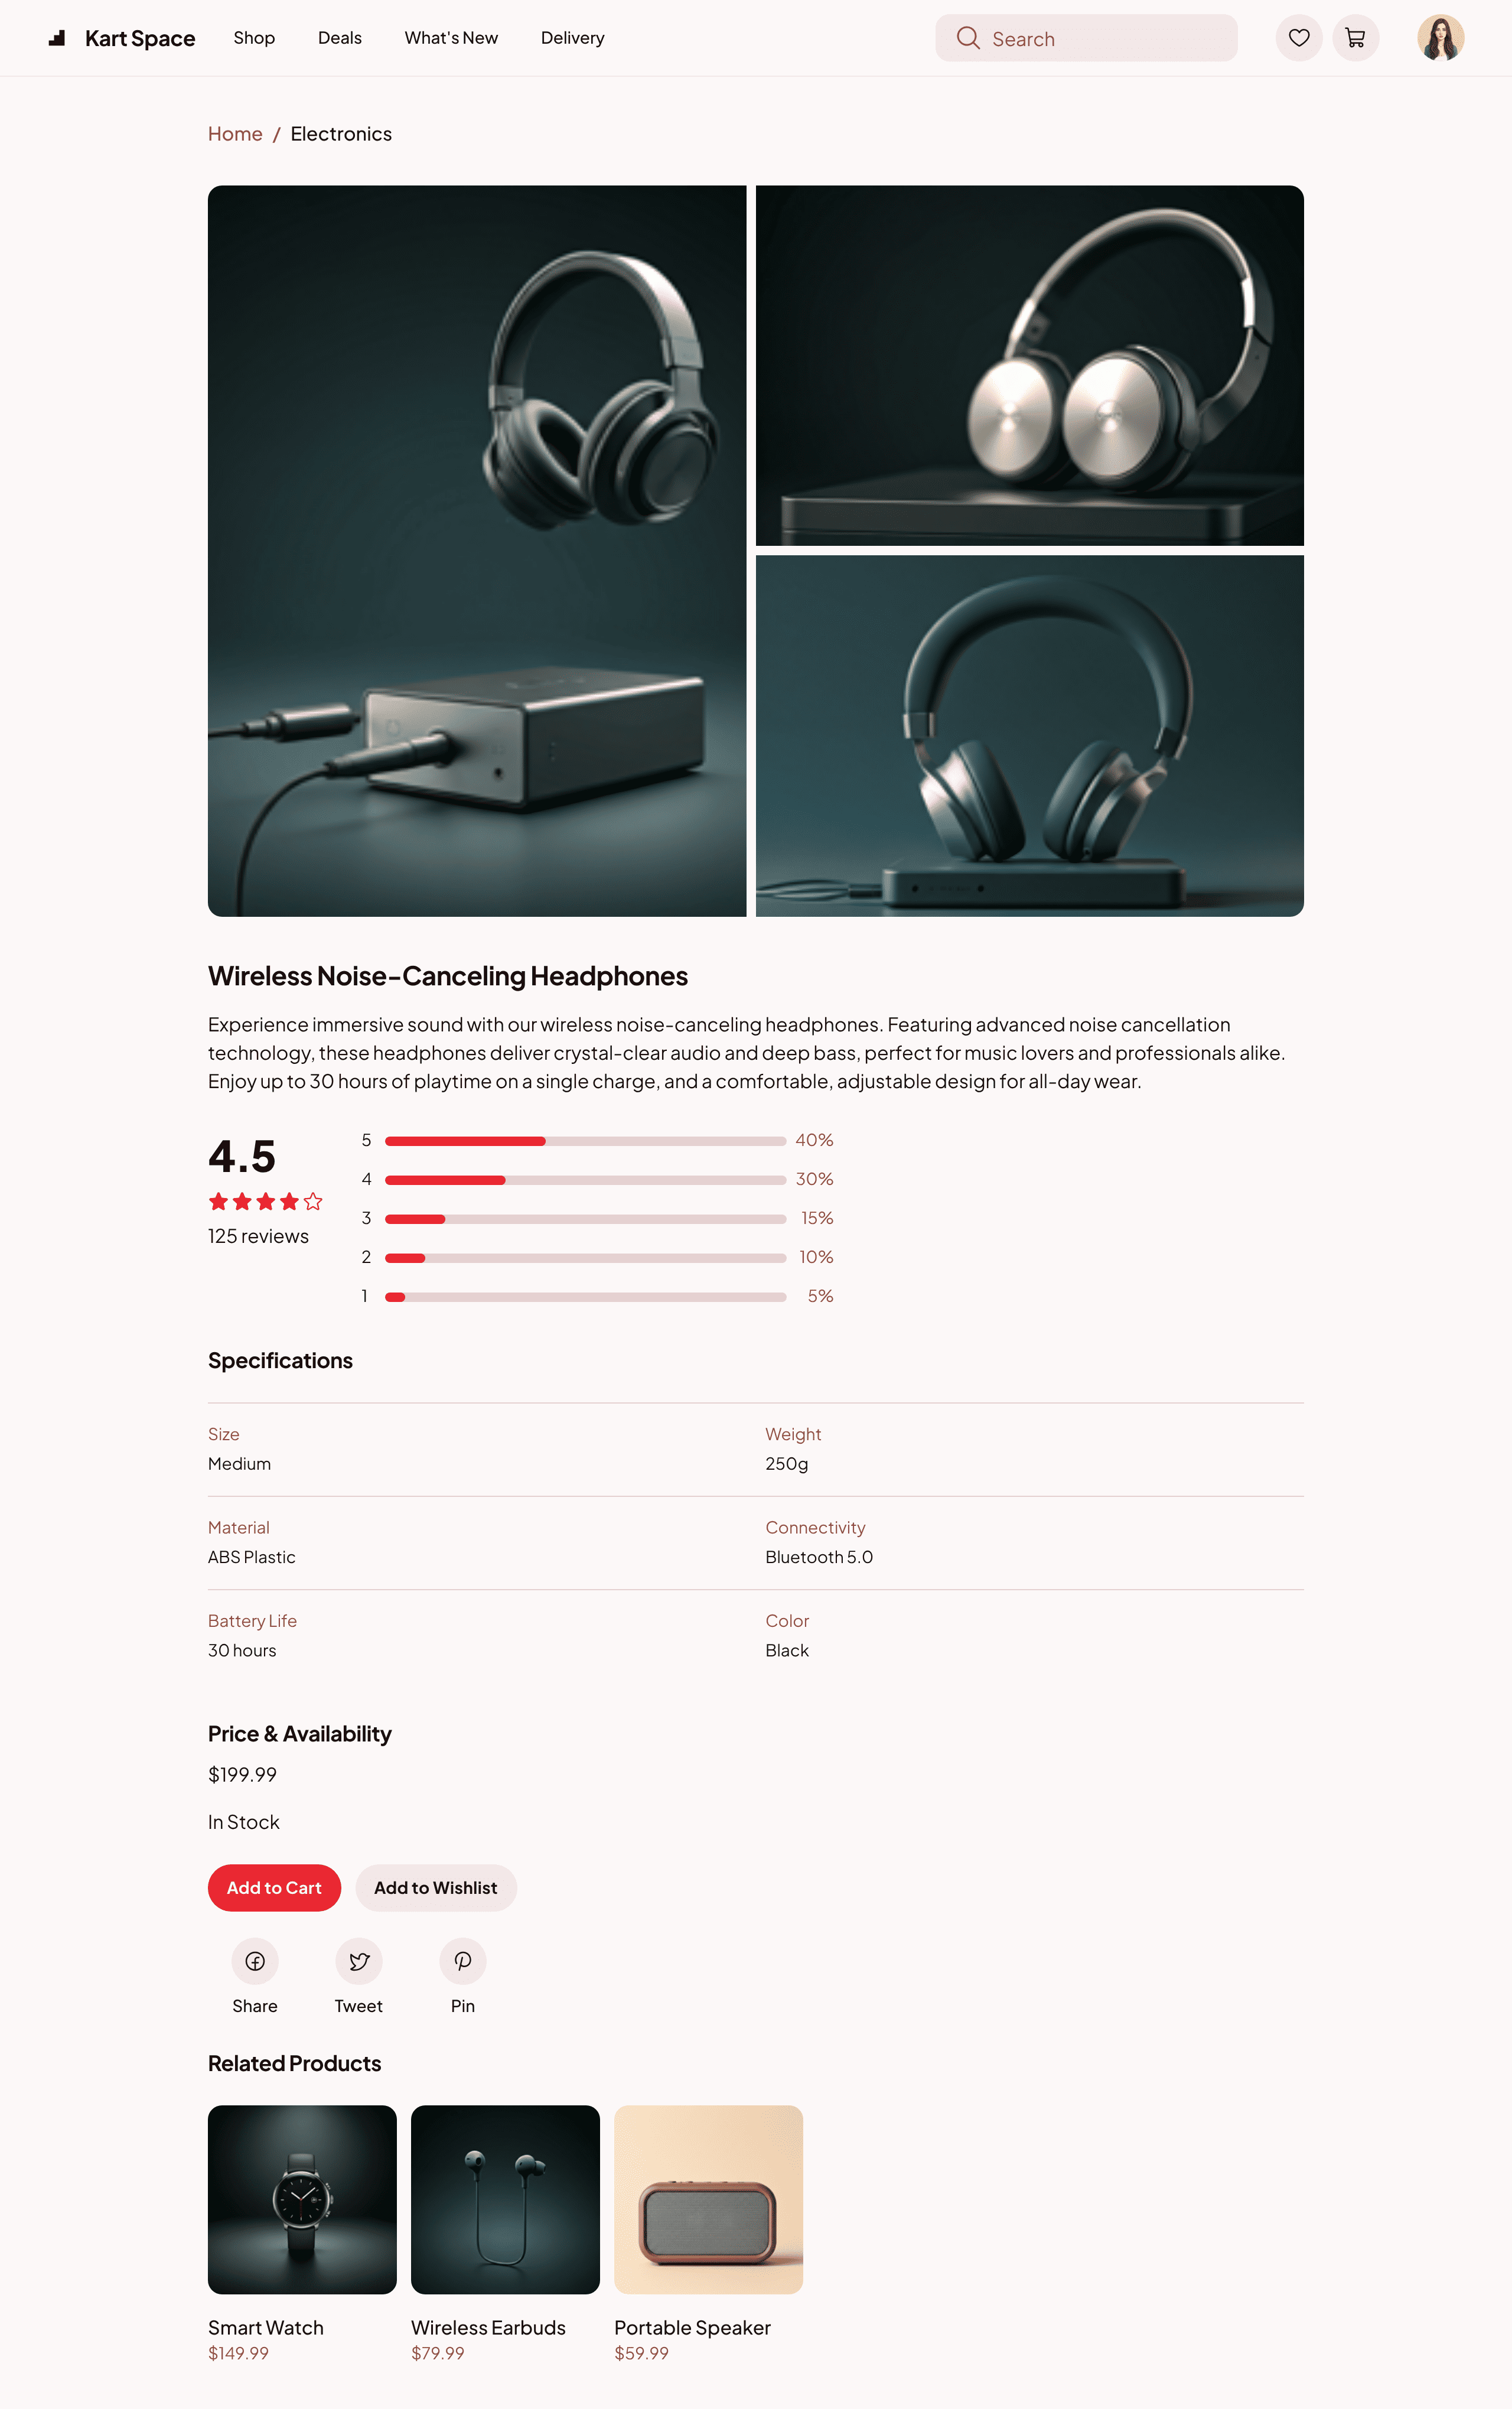 Kart Space
Shop
Deals
What's New
Delivery
Search
Home / Electronics
Wireless Noise-Canceling Headphones
Experience immersive sound with our wireless noise-canceling headphones. Featuring advanced noise cancellation
technology, these headphones deliver crystal-clear audio and deep bass, perfect for music lovers and professionals alike.
Enjoy up to 30 hours of playtime on a single charge, and a comfortable, adjustable design for all-day wear.
4.5
125 reviews
5 40%
4 30%
3 15%
2 10%
1 5%
Specifications
Size
Medium
Weight
250g
Material
ABS Plastic
Connectivity
Bluetooth 5.0
Battery Life
30 hours
Color
Black
Price & Availability
$199.99
In Stock
Add to Cart
Add to Wishlist
Share
Tweet
Pin
Related Products
Smart Watch
$149.99
Wireless Earbuds
$79.99
Portable Speaker
$59.99